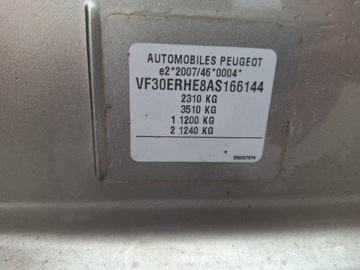 AUTOMOBILES PEUGEOT
e2*2007/46*0004*
VF30ERHE8AS166144
2310 KG
3510 KG
1 1200 KG
2 1240 KG